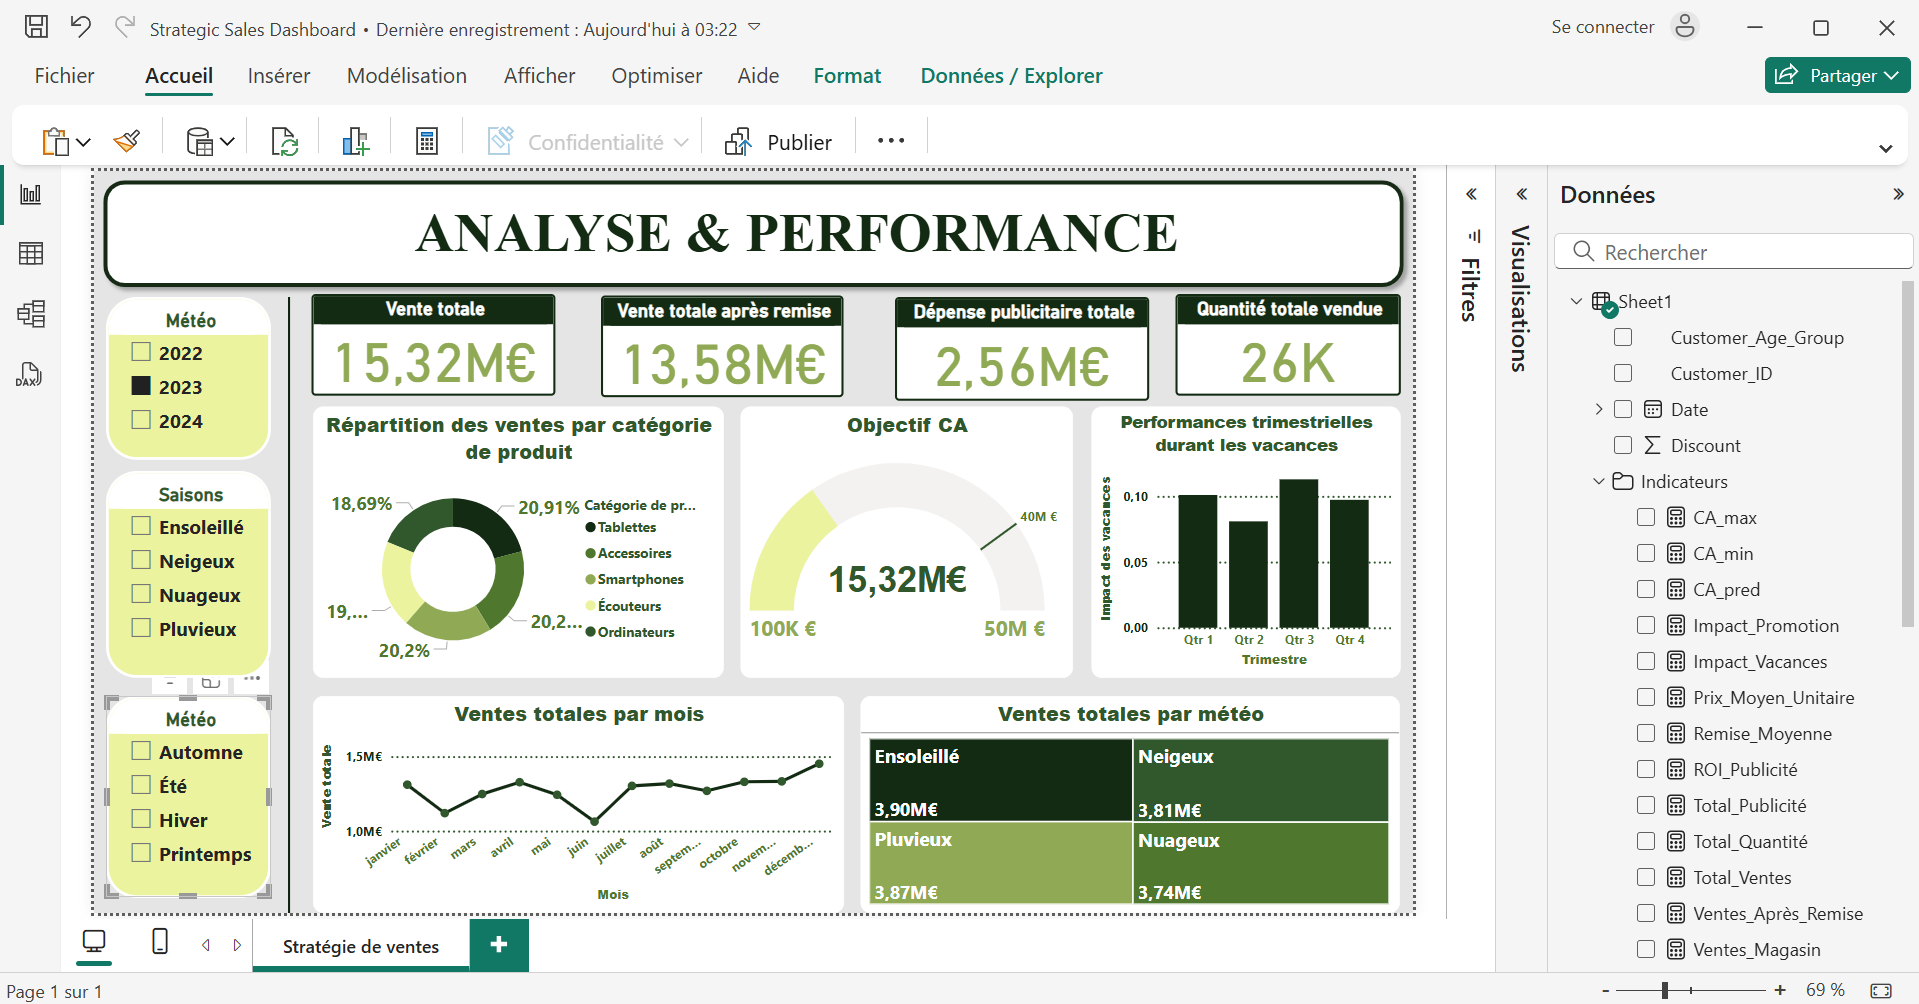 Strategic Sales Dashboard • Dernière enregistrement : Aujourd'hui à 03:22
Se connecter
Fichier
Accueil
Insérer
Modélisation
Afficher
Optimiser
Aide
Format
Données / Explorer
Partager
Confidentialité
Publier
DAX
ANALYSE & PERFORMANCE
Météo
2022
2023
2024
Saisons
Ensoleillé
Neigeux
Nuageux
Pluvieux
Météo
Automne
Été
Hiver
Printemps
Vente totale
15,32M€
Vente totale après remise
13,58M€
Dépense publicitaire totale
2,56M€
Quantité totale vendue
26K
Répartition des ventes par catégorie
de produit
18,69%
20,91%
19,...
20,2...
20,2%
Catégorie de pr...
Tablettes
Accessoires
Smartphones
Écouteurs
Ordinateurs
Objectif CA
40M €
15,32M€
100K €
50M €
Performances trimestrielles
durant les vacances
Impact des vacances
0,10
0,05
0,00
Qtr 1
Qtr 2
Qtr 3
Qtr 4
Trimestre
Ventes totales par mois
Vente totale
1,5M€
1,0M€
janvier
février
mars
avril
mai
juin
juillet
août
septem...
octobre
novem...
décemb...
Mois
Ventes totales par météo
Ensoleillé
3,90M€
Neigeux
3,81M€
Pluvieux
3,87M€
Nuageux
3,74M€
Filtres
Visualisations
Données
Rechercher
Sheet1
Customer_Age_Group
Customer_ID
Date
Discount
Indicateurs
CA_max
CA_min
CA_pred
Impact_Promotion
Impact_Vacances
Prix_Moyen_Unitaire
Remise_Moyenne
ROI_Publicité
Total_Publicité
Total_Quantité
Total_Ventes
Ventes_Après_Remise
Ventes_Magasin
Stratégie de ventes
Page 1 sur 1
69 %